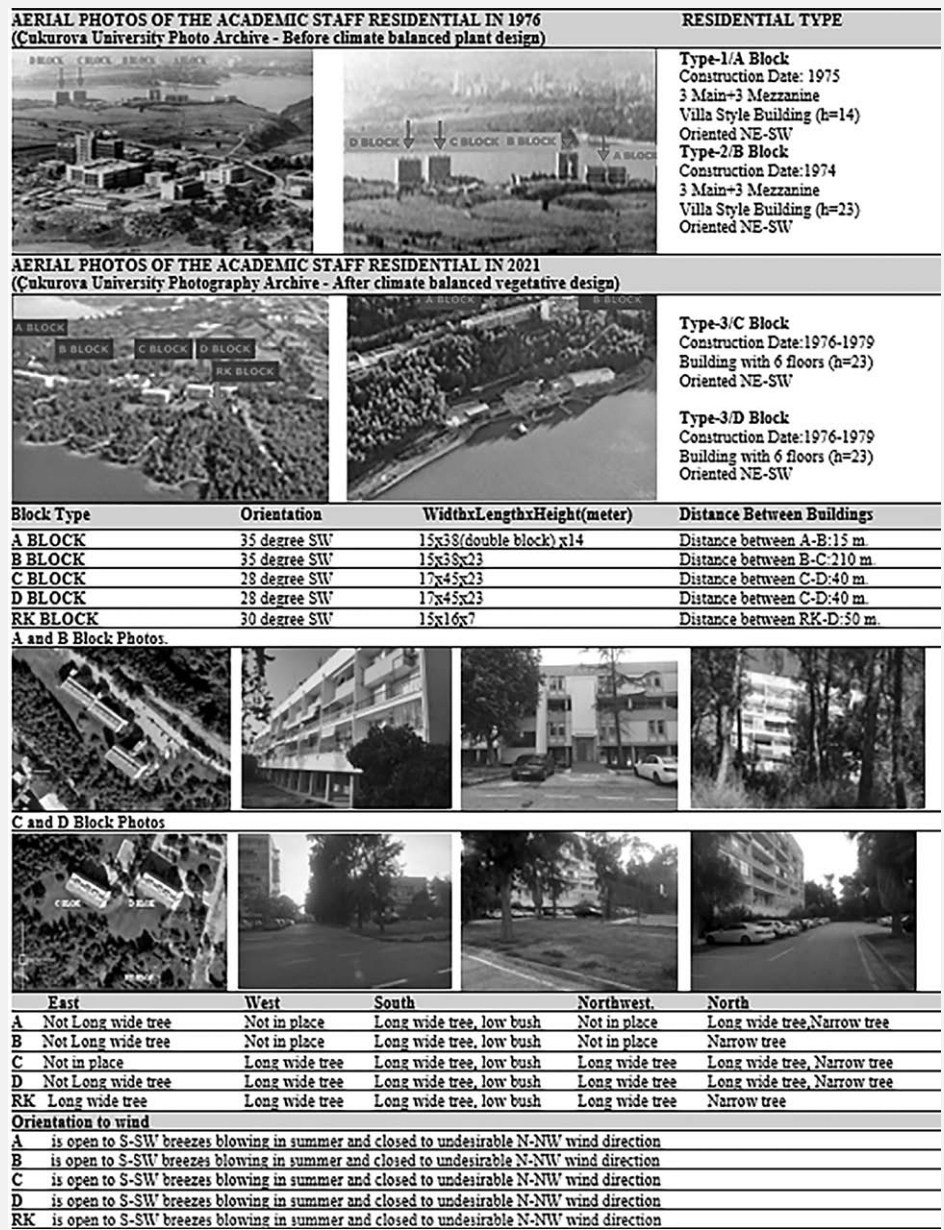 AERIAL PHOTOS OF THE ACADEMIC STAFF RESIDENTIAL IN 1976 RESIDENTIAL TYPE
(Çukurova University Photo Archive - Before climate balanced plant design)
D BLOCK C BLOCK B BLOCK A BLOCK
D BLOCK C BLOCK B BLOCK A BLOCK
Type-1/A Block
Construction Date: 1975
3 Main+3 Mezzanine
Villa Style Building (h=14)
Oriented NE-SW
Type-2/B Block
Construction Date:1974
3 Main+3 Mezzanine
Villa Style Building (h=23)
Oriented NE-SW
AERIAL PHOTOS OF THE ACADEMIC STAFF RESIDENTIAL IN 2021
(Çukurova University Photography Archive - After climate balanced vegetative design)
A BLOCK
B BLOCK C BLOCK D BLOCK
RK BLOCK
A BLOCK B BLOCK
Type-3/C Block
Construction Date:1976-1979
Building with 6 floors (h=23)
Oriented NE-SW
Type-3/D Block
Construction Date:1976-1979
Building with 6 floors (h=23)
Oriented NE-SW
Block Type Orientation WidthxLengthxHeight(meter) Distance Between Buildings
A BLOCK 35 degree SW 15x38(double block) x14 Distance between A-B:15 m.
B BLOCK 35 degree SW 15x38x23 Distance between B-C:210 m.
C BLOCK 28 degree SW 17x45x23 Distance between C-D:40 m.
D BLOCK 28 degree SW 17x45x23 Distance between C-D:40 m.
RK BLOCK 30 degree SW 15x16x7 Distance between RK-D:50 m.
A and B Block Photos.
C and D Block Photos
C BLOK D BLOK
East West South Northwest. North
A Not Long wide tree Not in place Long wide tree, low bush Not in place Long wide tree,Narrow tree
B Not Long wide tree Not in place Long wide tree, low bush Not in place Narrow tree
C Not in place Long wide tree Long wide tree, low bush Long wide tree Long wide tree, Narrow tree
D Not Long wide tree Long wide tree Long wide tree, low bush Long wide tree Long wide tree, Narrow tree
RK Long wide tree Long wide tree Long wide tree, low bush Long wide tree Narrow tree
Orientation to wind
A is open to S-SW breezes blowing in summer and closed to undesirable N-NW wind direction
B is open to S-SW breezes blowing in summer and closed to undesirable N-NW wind direction
C is open to S-SW breezes blowing in summer and closed to undesirable N-NW wind direction
D is open to S-SW breezes blowing in summer and closed to undesirable N-NW wind direction
RK is open to S-SW breezes blowing in summer and closed to undesirable N-NW wind direction